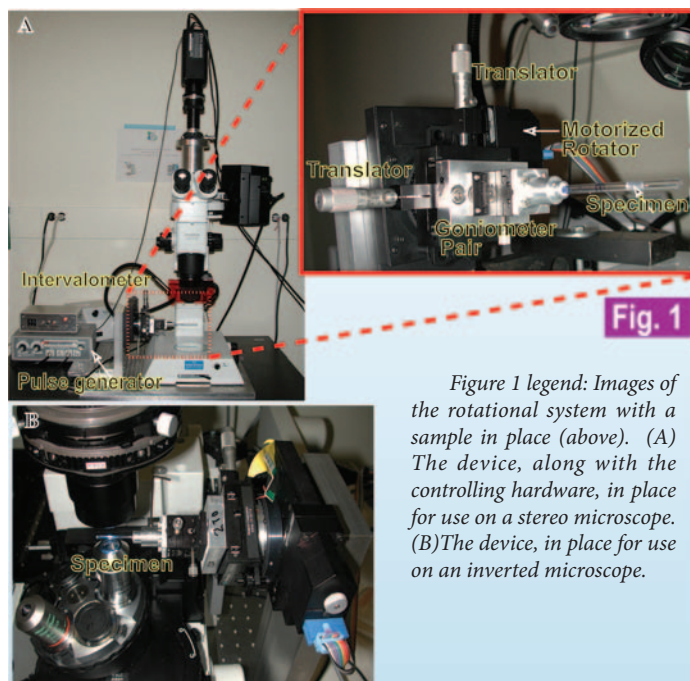 A
Intervalometer
Pulse generator
Translator
Motorized
Rotator
Translator
Specimen
Goniometer
Pair
Fig. 1
B
Specimen
Figure 1 legend: Images of
the rotational system with a
sample in place (above). (A)
The device, along with the
controlling hardware, in place
for use on a stereo microscope.
(B)The device, in place for use
on an inverted microscope.